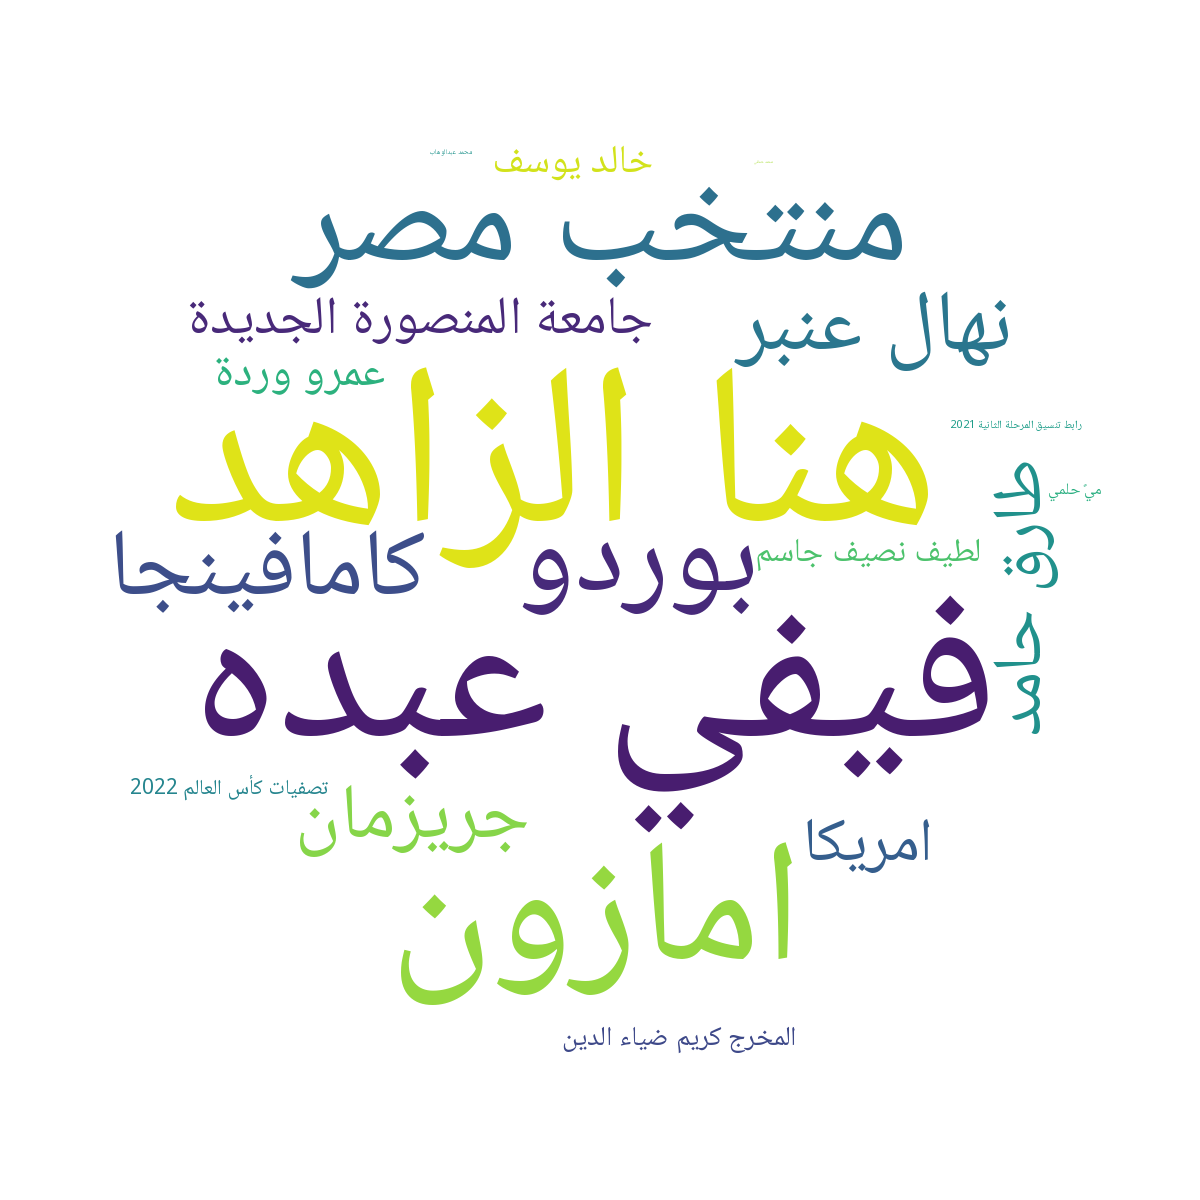 خالد يوسف
محمد عبدالوهاب
منتخب مصر
نهال عنبر
جامعة المنصورة الجديدة
عمرو وردة
هنا الزاهد
رابط تنسيق المرحلة الثانية 2021
ميّ حلمي
طارق حامد
لطيف نصيف جاسم
بوردو
كامافينجا
فيفي عبده
تصفيات كأس العالم 2022
جريزمان
امريكا
امازون
المخرج كريم ضياء الدين